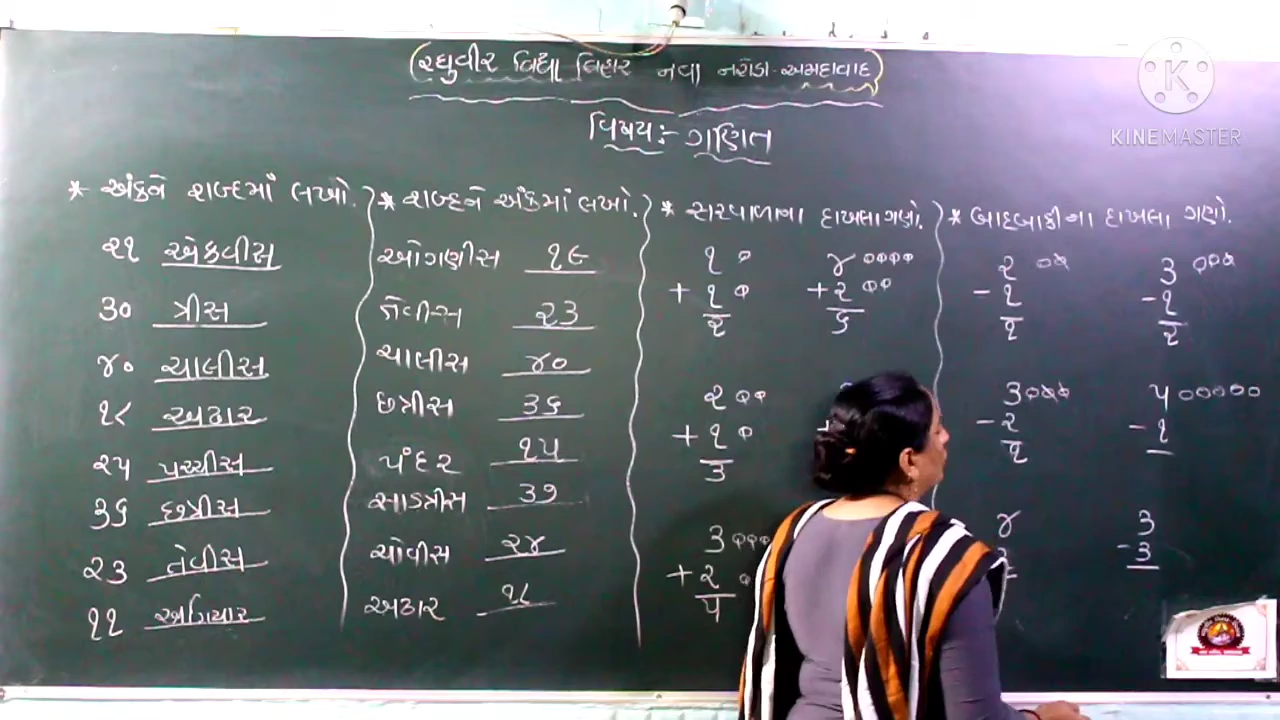 (રઘુવીર વિદ્યા વિહાર નવા નરોડા-અમદાવાદ)
વિષય:- ગણિત
KINEMASTER
* અંકને શબ્દમાં લખો.
૨૧ એકવીસ
૩૦ ત્રીસ
૪૦ ચાલીસ
૧૮ અઢાર
૨૫ પચ્ચીસ
૩૬ છત્રીસ
૨૩ તેવીસ
૧૧ અગિયાર
* શબ્દને અંકમાં લખો.
ઓગણીસ ૧૯
તેવીસ ૨૩
ચાલીસ ૪૦
છત્રીસ ૩૬
પંદર ૧૫
સાડત્રીસ ૩૭
ચોવીસ ૨૪
અઢાર ૧૮
* સરવાળાના દાખલા ગણો.
૧ ૪
+ ૧ + ૨
૨ ૬
૨
+ ૧
૩
૩
+ ૨
૫
* બાદબાકીના દાખલા ગણો.
૨ ૩
- ૧ - ૧
૧ ૨
૩ ૫
- ૨ - ૧
૧
૪ ૩
- ૩